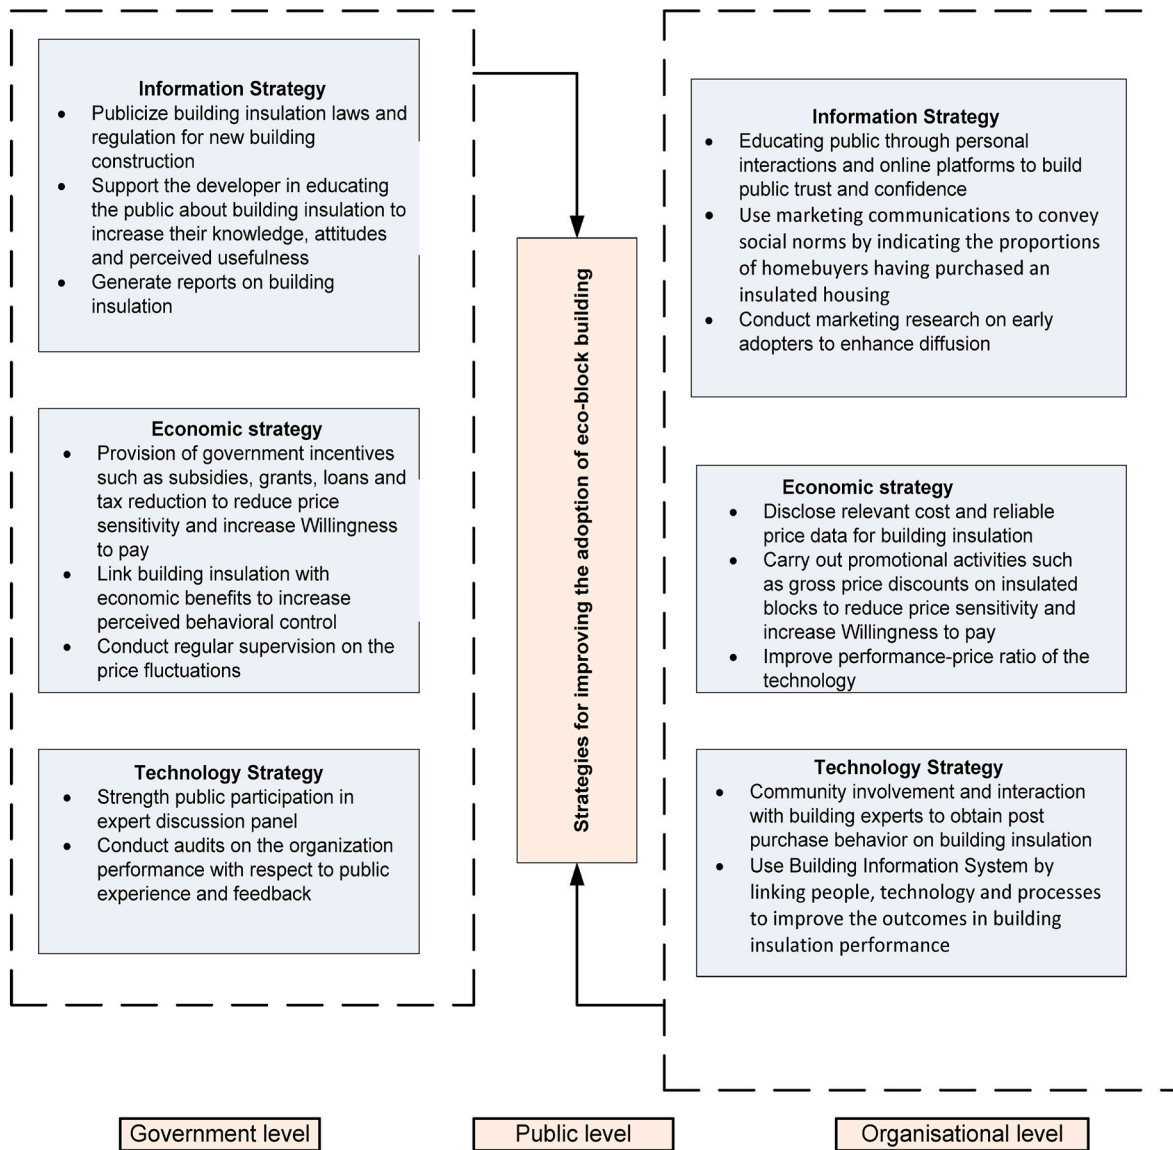 Information Strategy
• Publicize building insulation laws and
regulation for new building
construction
• Support the developer in educating
the public about building insulation to
increase their knowledge, attitudes
and perceived usefulness
• Generate reports on building
insulation
Economic strategy
• Provision of government incentives
such as subsidies, grants, loans and
tax reduction to reduce price
sensitivity and increase Willingness
to pay
• Link building insulation with
economic benefits to increase
perceived behavioral control
• Conduct regular supervision on the
price fluctuations
Technology Strategy
• Strength public participation in
expert discussion panel
• Conduct audits on the organization
performance with respect to public
experience and feedback
Strategies for improving the adoption of eco-block building
Information Strategy
• Educating public through personal
interactions and online platforms to build
public trust and confidence
• Use marketing communications to convey
social norms by indicating the proportions
of homebuyers having purchased an
insulated housing
• Conduct marketing research on early
adopters to enhance diffusion
Economic strategy
• Disclose relevant cost and reliable
price data for building insulation
• Carry out promotional activities such
as gross price discounts on insulated
blocks to reduce price sensitivity and
increase Willingness to pay
• Improve performance-price ratio of the
technology
Technology Strategy
• Community involvement and interaction
with building experts to obtain post
purchase behavior on building insulation
• Use Building Information System by
linking people, technology and processes
to improve the outcomes in building
insulation performance
Government level
Public level
Organisational level